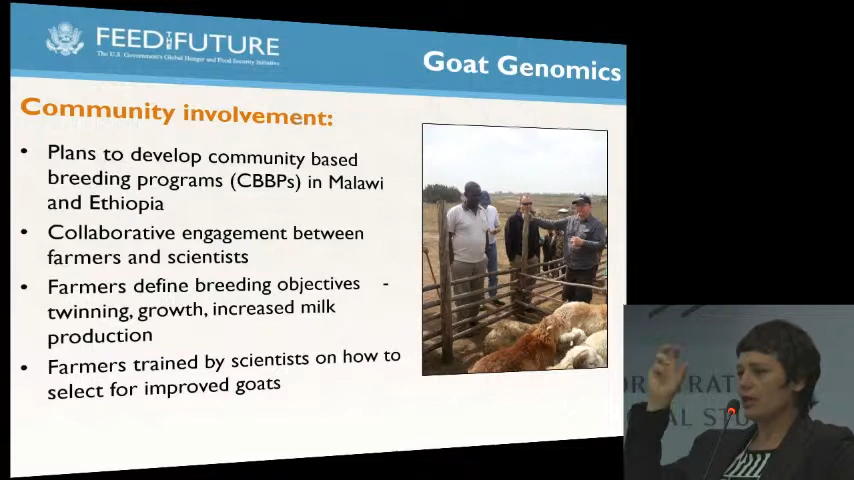 FEED THE FUTURE
The U.S. Government's Global Hunger and Food Security Initiative
Goat Genomics
Community involvement:
• Plans to develop community based
breeding programs (CBBPs) in Malawi
and Ethiopia
• Collaborative engagement between
farmers and scientists
• Farmers define breeding objectives -
twinning, growth, increased milk
production
• Farmers trained by scientists on how to
select for improved goats